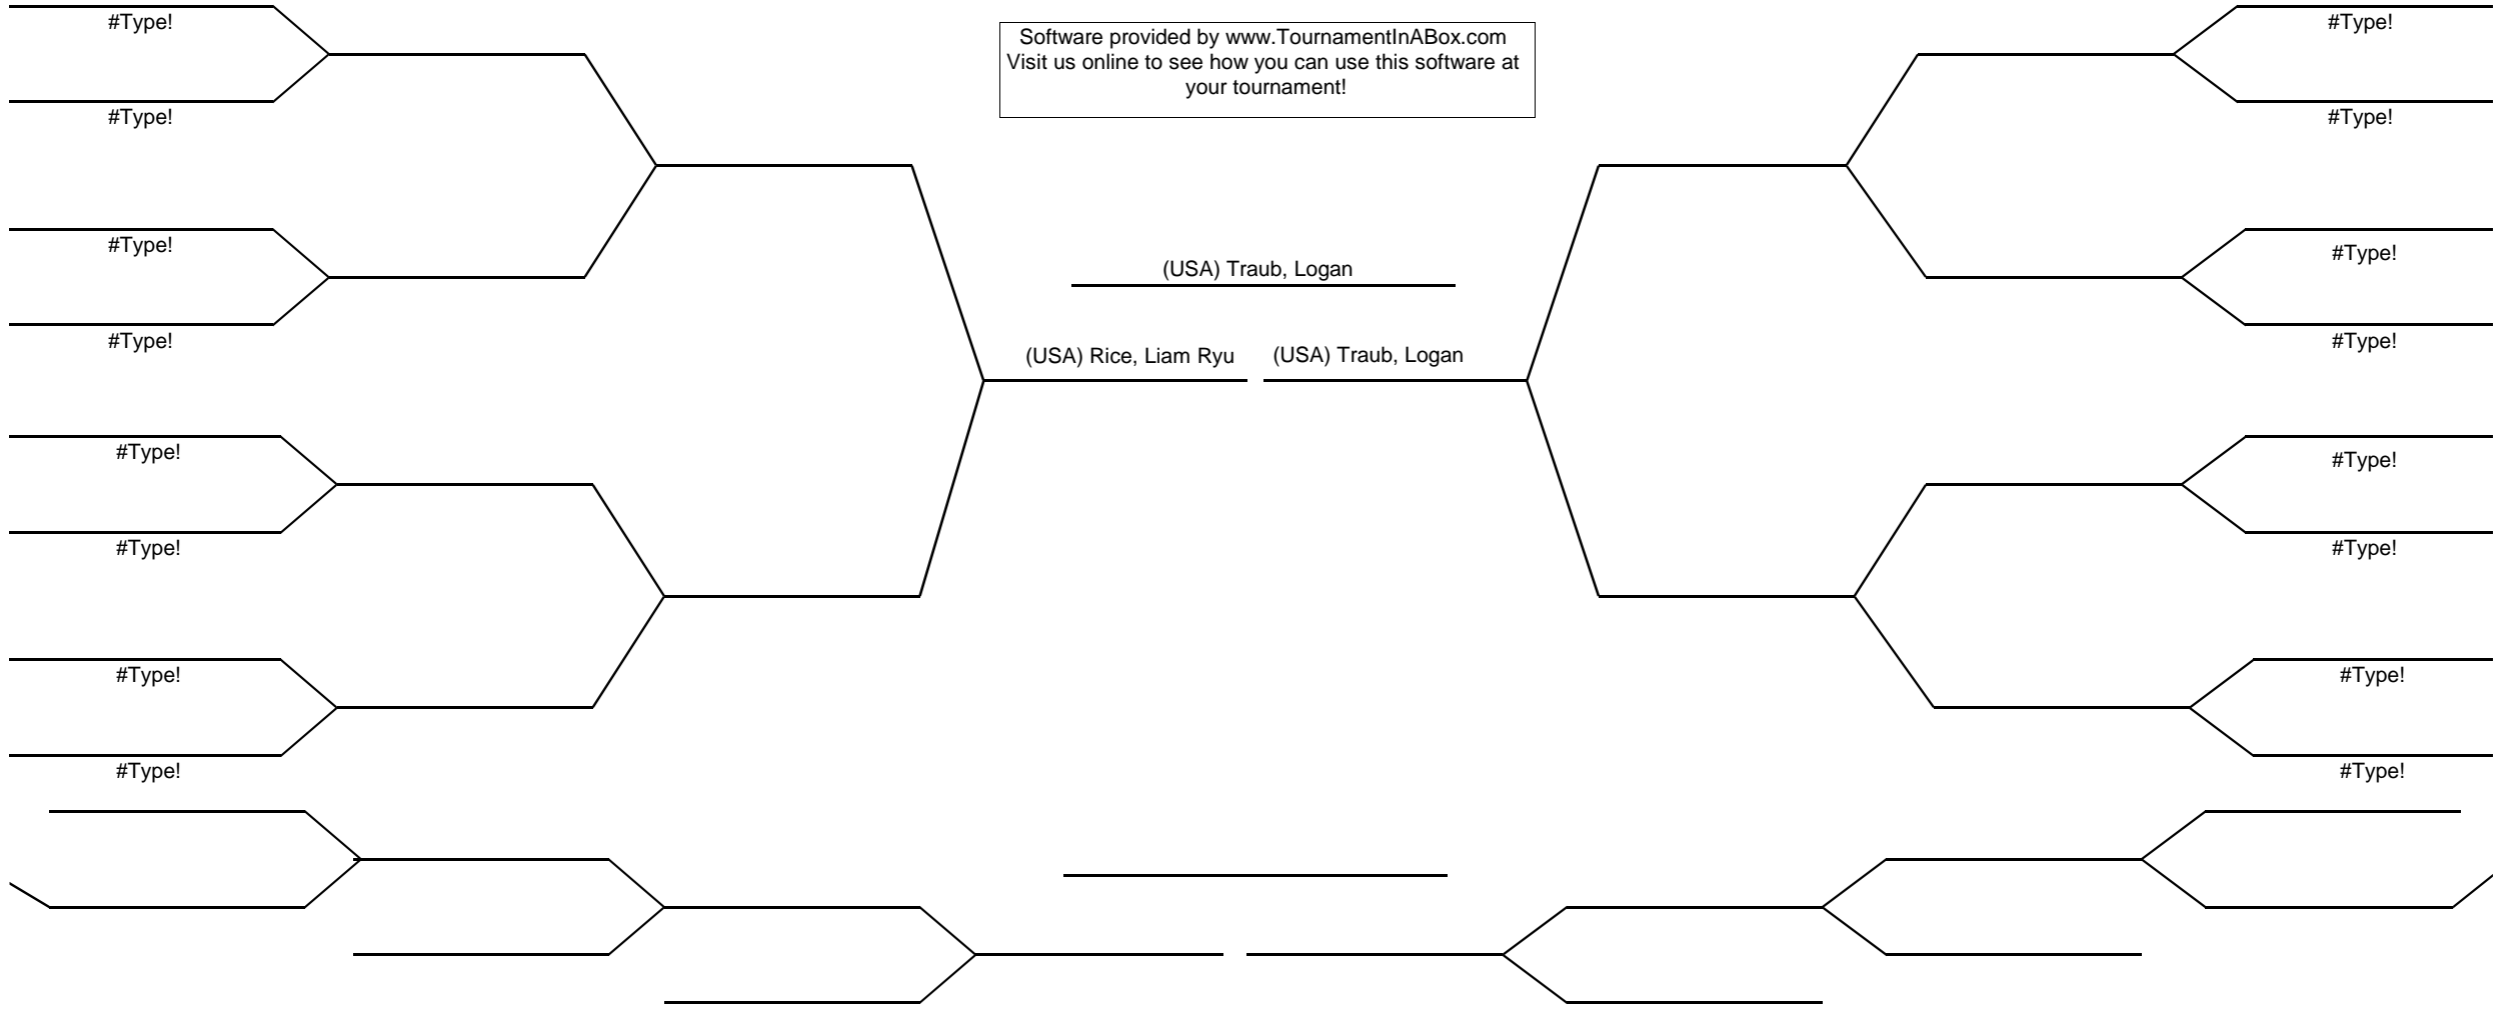 #Type!
Software provided by www.TournamentInABox.com
Visit us online to see how you can use this software at
your tournament!
#Type!
#Type!
#Type!
#Type!
#Type!
(USA) Traub, Logan
#Type!
#Type!
(USA) Rice, Liam Ryu
(USA) Traub, Logan
#Type!
#Type!
#Type!
#Type!
#Type!
#Type!
#Type!
#Type!
#Type!